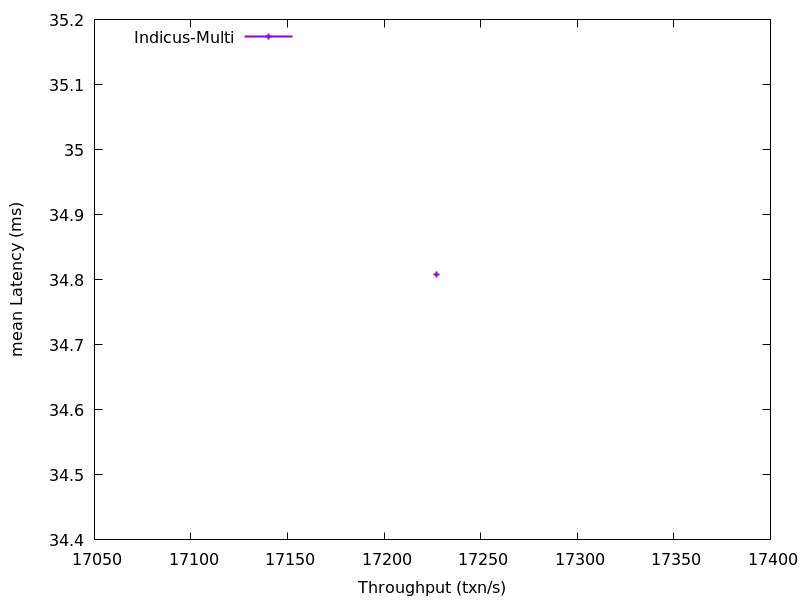 Indicus-Multi
35.2
35.1
35
34.9
34.8
34.7
34.6
34.5
34.4
mean Latency (ms)
17050 17100 17150 17200 17250 17300 17350 17400
Throughput (txn/s)